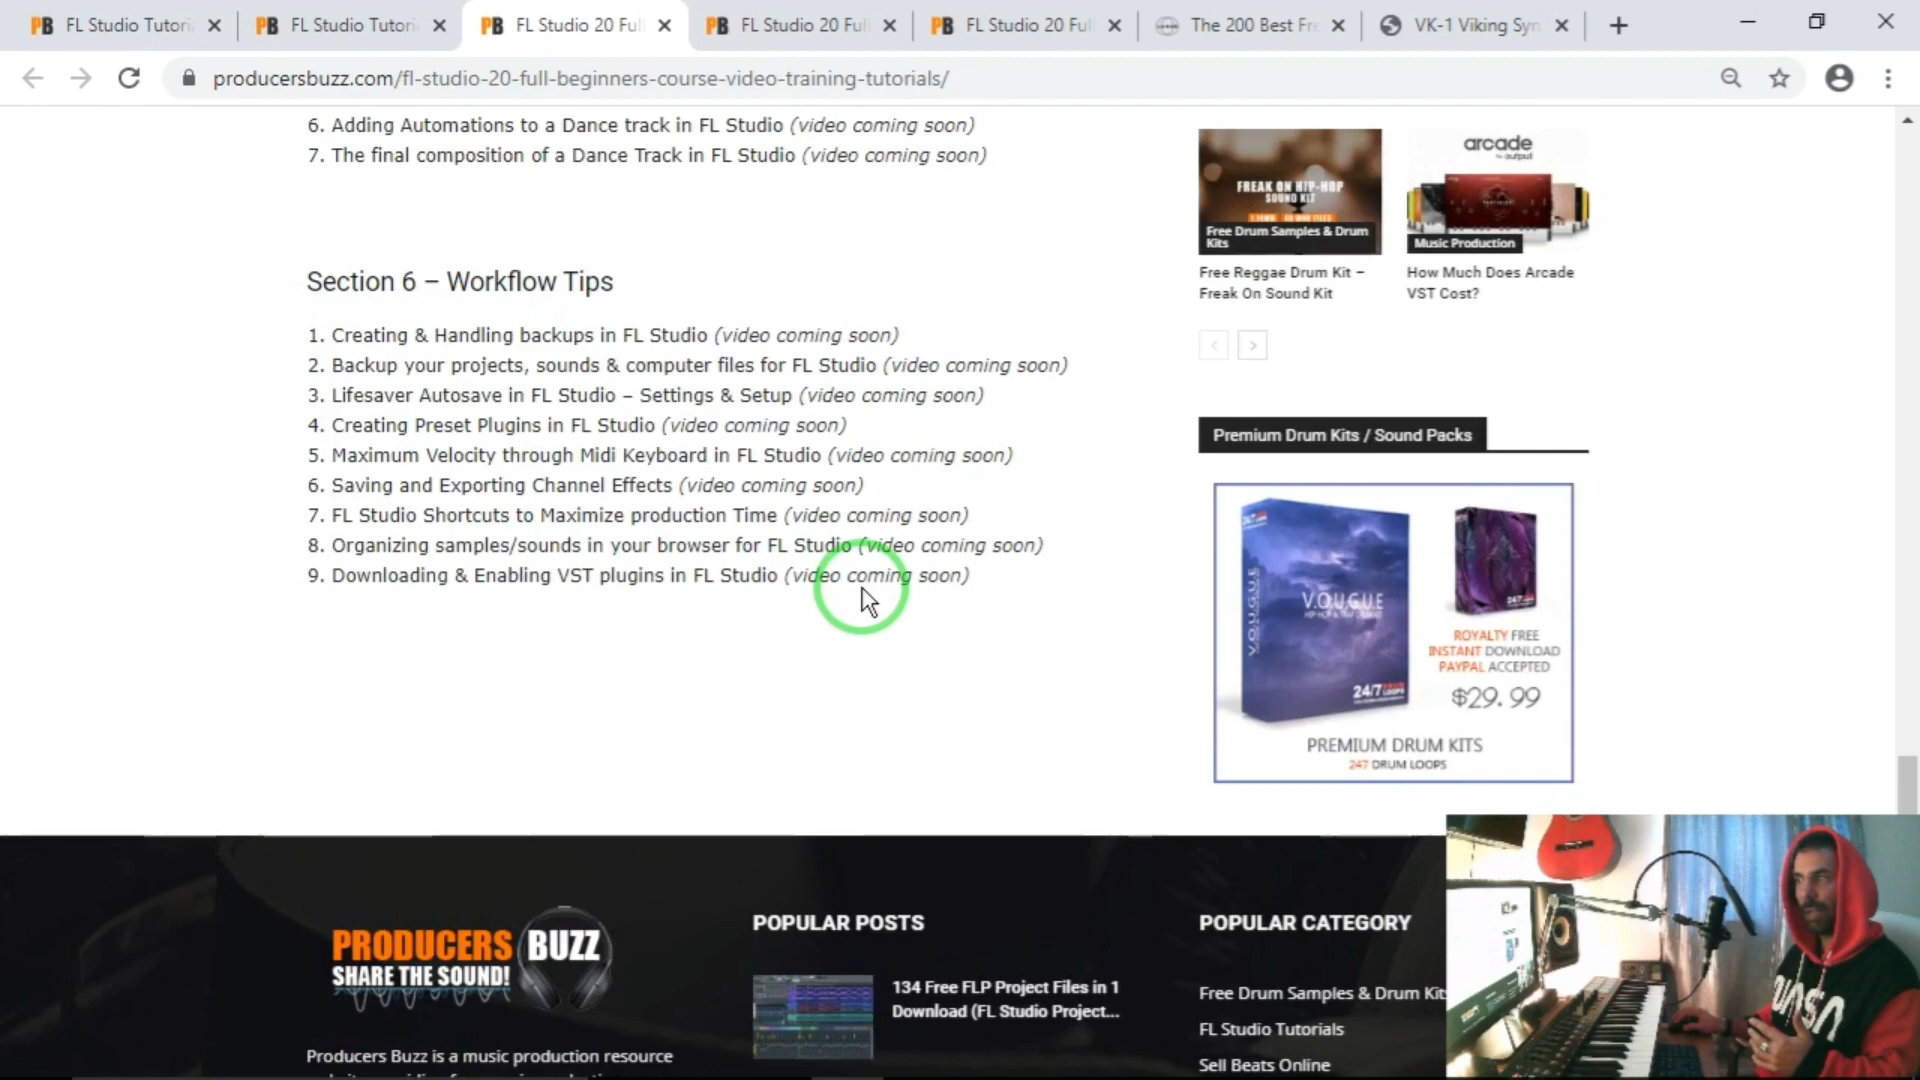 FL Studio Tutori
FL Studio Tutori
FL Studio 20 Ful
FL Studio 20 Ful
FL Studio 20 Ful
The 200 Best Fre
VK-1 Viking Syn
producersbuzz.com/fl-studio-20-full-beginners-course-video-training-tutorials/
6. Adding Automations to a Dance track in FL Studio (video coming soon)
7. The final composition of a Dance Track in FL Studio (video coming soon)
Section 6 – Workflow Tips
1. Creating & Handling backups in FL Studio (video coming soon)
2. Backup your projects, sounds & computer files for FL Studio (video coming soon)
3. Lifesaver Autosave in FL Studio – Settings & Setup (video coming soon)
4. Creating Preset Plugins in FL Studio (video coming soon)
5. Maximum Velocity through Midi Keyboard in FL Studio (video coming soon)
6. Saving and Exporting Channel Effects (video coming soon)
7. FL Studio Shortcuts to Maximize production Time (video coming soon)
8. Organizing samples/sounds in your browser for FL Studio (video coming soon)
9. Downloading & Enabling VST plugins in FL Studio (video coming soon)
FREAK ON HIP-HOP
SOUND KIT
Free Drum Samples & Drum
Kits
Free Reggae Drum Kit –
Freak On Sound Kit
arcade
by output
Music Production
How Much Does Arcade
VST Cost?
Premium Drum Kits / Sound Packs
VOUGUE
V.O.U.G.U.E
HIP-HOP & TRAP DRUM KIT
24/7 DRUM LOOPS
ROYALTY FREE
INSTANT DOWNLOAD
PAYPAL ACCEPTED
$29.99
PREMIUM DRUM KITS
247 DRUM LOOPS
PRODUCERS BUZZ
SHARE THE SOUND!
Producers Buzz is a music production resource
POPULAR POSTS
134 Free FLP Project Files in 1
Download (FL Studio Project...
POPULAR CATEGORY
Free Drum Samples & Drum Kits
FL Studio Tutorials
Sell Beats Online